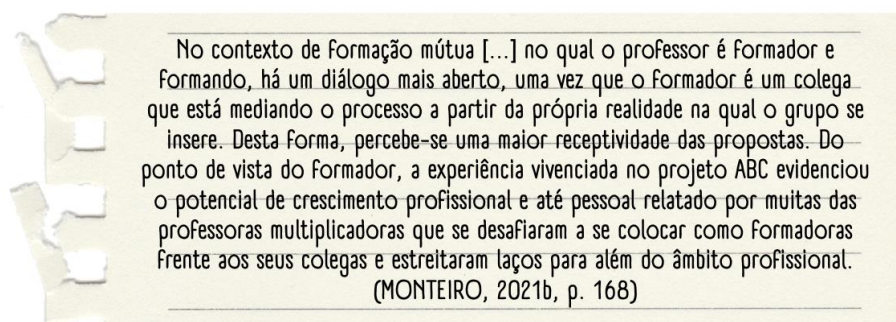 No contexto de formação mútua [...] no qual o professor é formador e
formando, há um diálogo mais aberto, uma vez que o formador é um colega
que está mediando o processo a partir da própria realidade na qual o grupo se
insere. Desta forma, percebe-se uma maior receptividade das propostas. Do
ponto de vista do formador, a experiência vivenciada no projeto ABC evidenciou
o potencial de crescimento profissional e até pessoal relatado por muitas das
professoras multiplicadoras que se desafiaram a se colocar como formadoras
frente aos seus colegas e estreitaram laços para além do âmbito profissional.
(MONTEIRO, 2021b, p. 168)